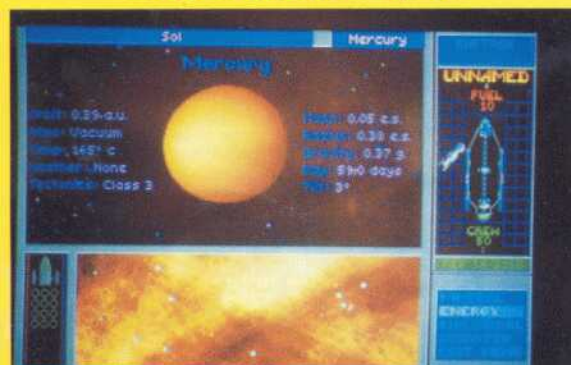 Sol
Mercury
Mercury
Orbit: 0.39 a.u.
Atmo: Vacuum
Temp: 165° c
Weather: None
Tectonics: Class 3
Mass: 0.05 e.s.
Radius: 0.38 e.s.
Gravity: 0.37 g.
Day: 59.0 days
Tilt: 3°
UNNAMED
FUEL
10
CREW
50
ENERGY